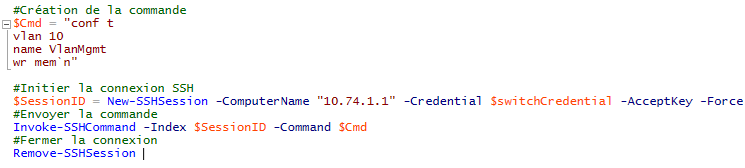 #Création de la commande
$Cmd = "conf t
vlan 10
name VlanMgmt
wr mem`n"
#Initier la connexion SSH
$SessionID = New-SSHSession -ComputerName "10.74.1.1" -Credential $switchCredential -AcceptKey -Force
#Envoyer la commande
Invoke-SSHCommand -Index $SessionID -Command $Cmd
#Fermer la connexion
Remove-SSHSession